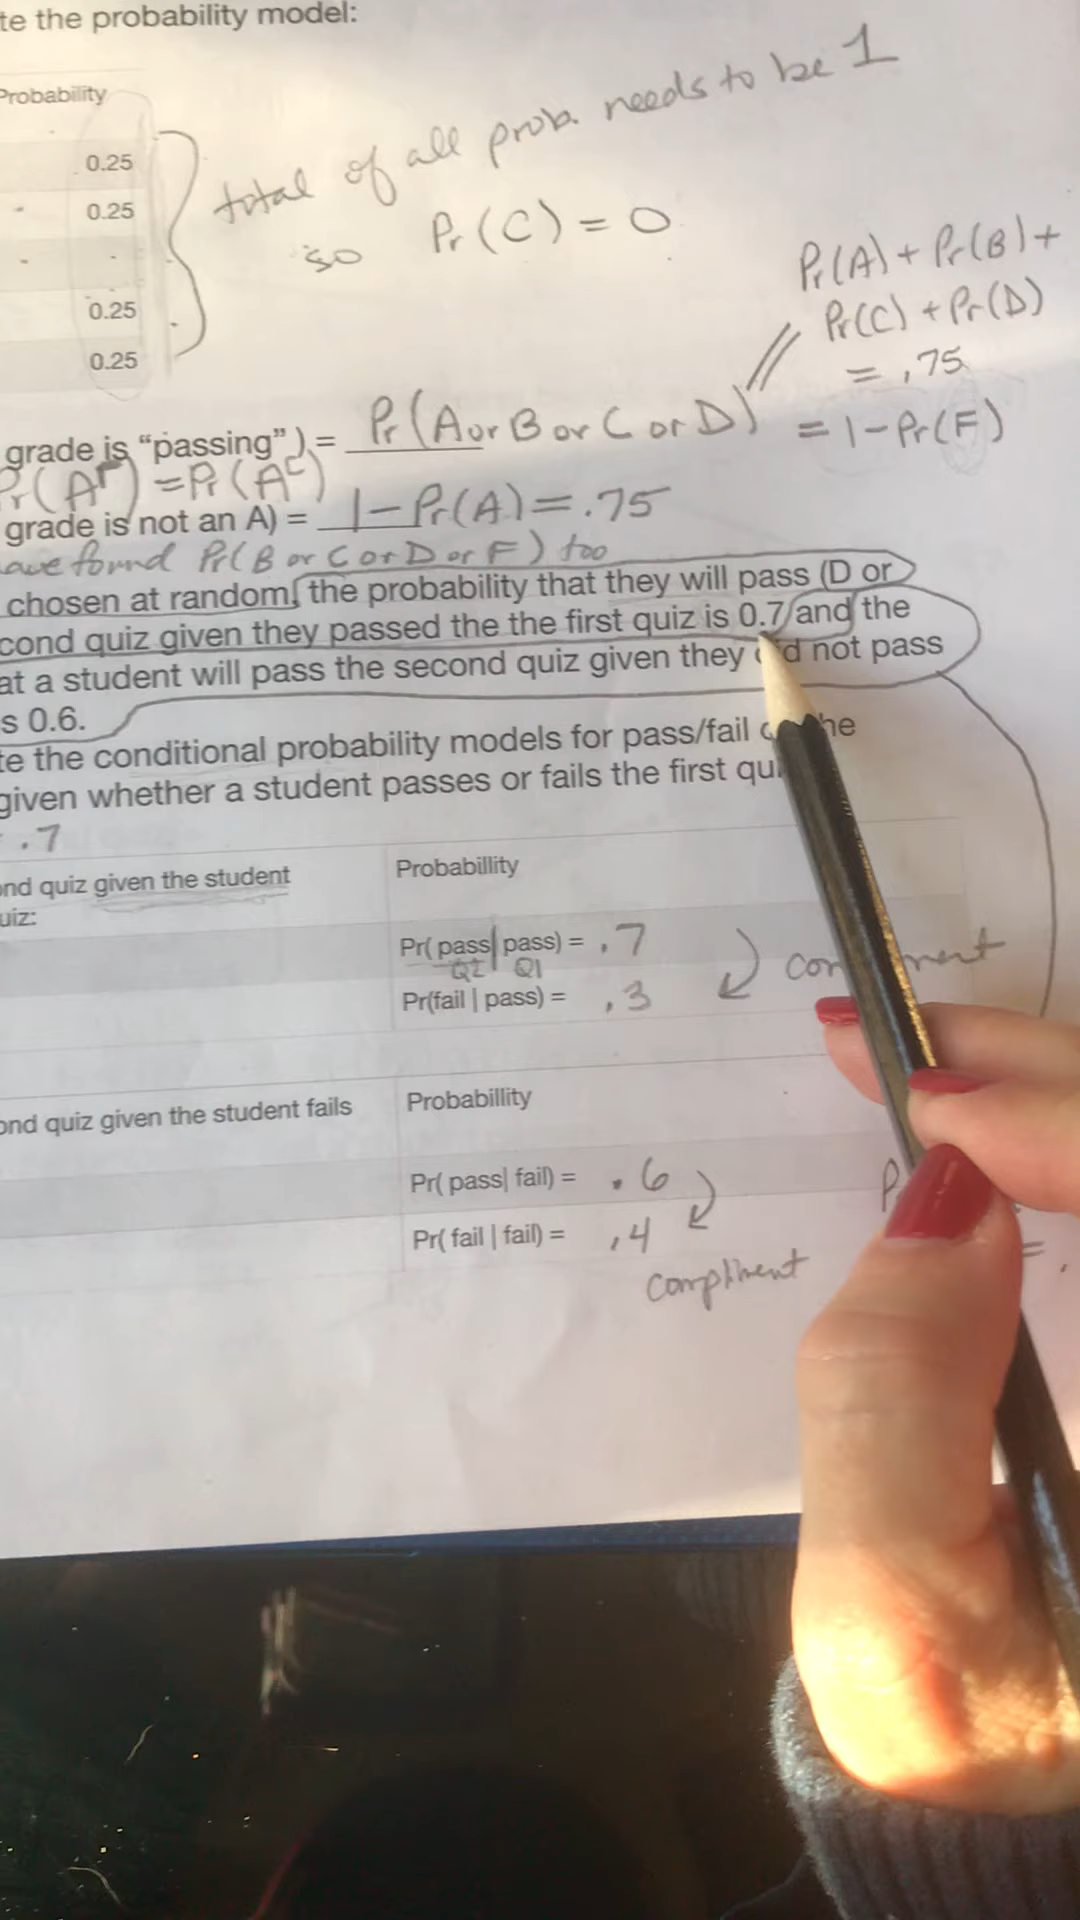 te the probability model:
Probability
0.25
0.25
0.25
0.25
total of all prob. needs to be 1
so Pr(C) = 0
Pr(A) + Pr(B) +
Pr(C) + Pr(D)
= .75
grade is “passing” ) = Pr(A or B or C or D) = 1 - Pr(F)
= Pr(Aᶜ)
grade is not an A) = 1 - Pr(A) = .75
found Pr(B or C or D or F) too
chosen at random, the probability that they will pass (D or
cond quiz given they passed the the first quiz is 0.7 and the
at a student will pass the second quiz given they did not pass
s 0.6.
te the conditional probability models for pass/fail
given whether a student passes or fails the first
.7
ond quiz given the student
uiz:
Probabillity
Pr( pass| pass) = .7
Q2 Q1
Pr(fail | pass) = .3
ond quiz given the student fails
Probabillity
Pr( pass| fail) = .6
Pr( fail | fail) = .4
compliment